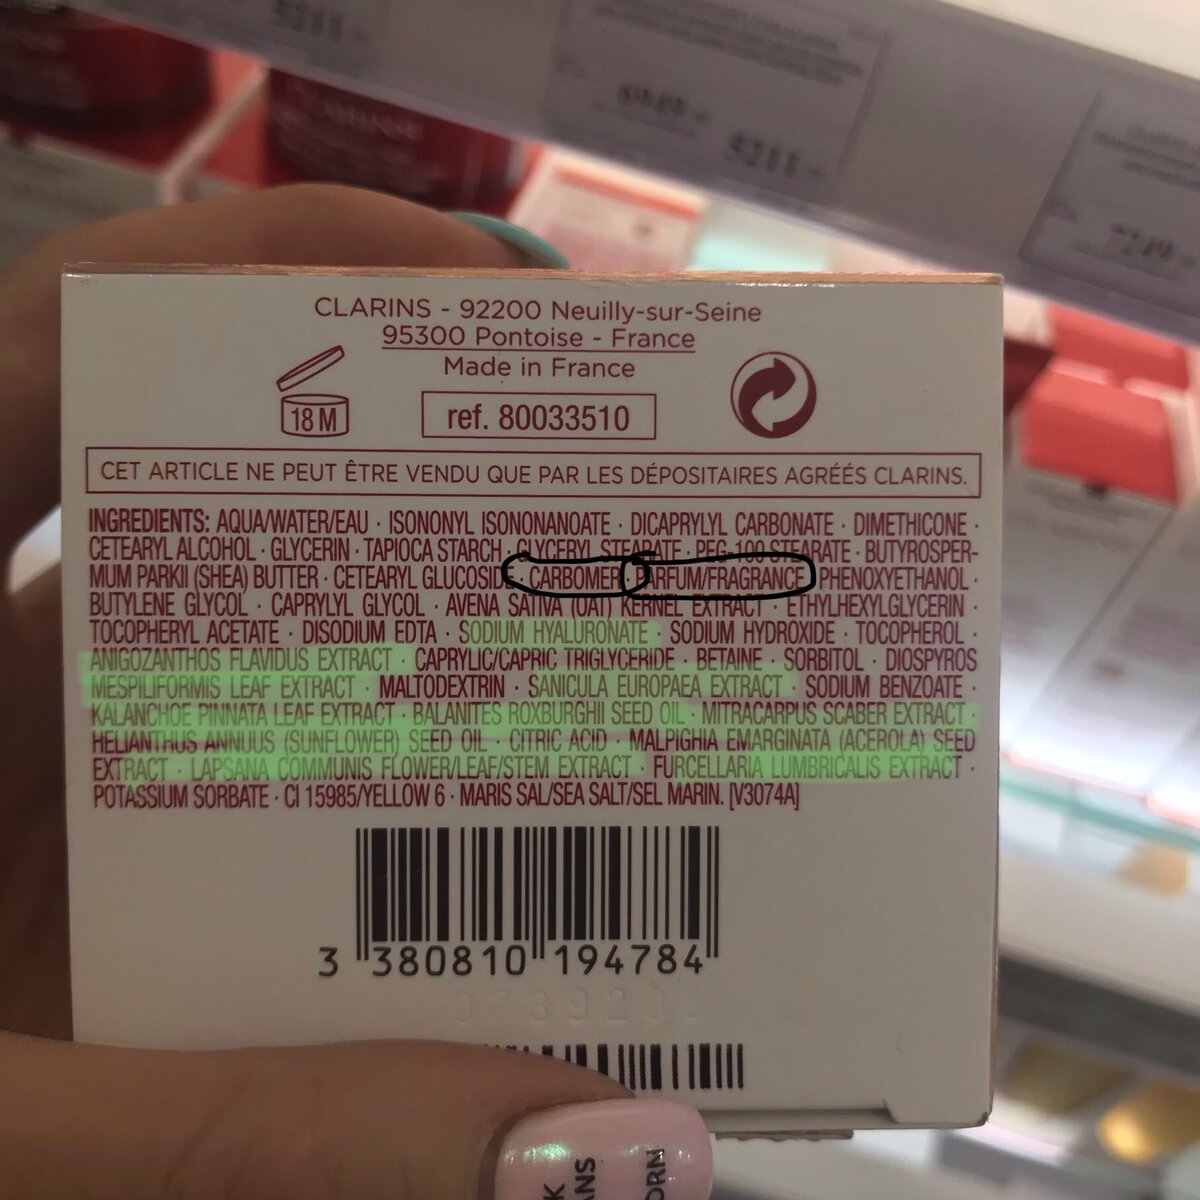 5211
5211
CLARINS - 92200 Neuilly-sur-Seine
95300 Pontoise - France
Made in France
18 M
ref. 80033510
CET ARTICLE NE PEUT ÊTRE VENDU QUE PAR LES DÉPOSITAIRES AGRÉÉS CLARINS.
INGREDIENTS: AQUA/WATER/EAU · ISONONYL ISONONANOATE · DICAPRYLYL CARBONATE · DIMETHICONE ·
CETEARYL ALCOHOL · GLYCERIN · TAPIOCA STARCH · GLYCERYL STEARATE · PEG-100 STEARATE · BUTYROSPER-
MUM PARKII (SHEA) BUTTER · CETEARYL GLUCOSIDE · CARBOMER · PARFUM/FRAGRANCE · PHENOXYETHANOL ·
BUTYLENE GLYCOL · CAPRYLYL GLYCOL · AVENA SATIVA (OAT) KERNEL EXTRACT · ETHYLHEXYLGLYCERIN ·
TOCOPHERYL ACETATE · DISODIUM EDTA · SODIUM HYALURONATE · SODIUM HYDROXIDE · TOCOPHEROL ·
ANIGOZANTHOS FLAVIDUS EXTRACT · CAPRYLIC/CAPRIC TRIGLYCERIDE · BETAINE · SORBITOL · DIOSPYROS
MESPILIFORMIS LEAF EXTRACT · MALTODEXTRIN · SANICULA EUROPAEA EXTRACT · SODIUM BENZOATE ·
KALANCHOE PINNATA LEAF EXTRACT · BALANITES ROXBURGHII SEED OIL · MITRACARPUS SCABER EXTRACT ·
HELIANTHUS ANNUUS (SUNFLOWER) SEED OIL · CITRIC ACID · MALPIGHIA EMARGINATA (ACEROLA) SEED
EXTRACT · LAPSANA COMMUNIS FLOWER/LEAF/STEM EXTRACT · FURCELLARIA LUMBRICALIS EXTRACT ·
POTASSIUM SORBATE · CI 15985/YELLOW 6 · MARIS SAL/SEA SALT/SEL MARIN. [V3074A]
3 380810 194784